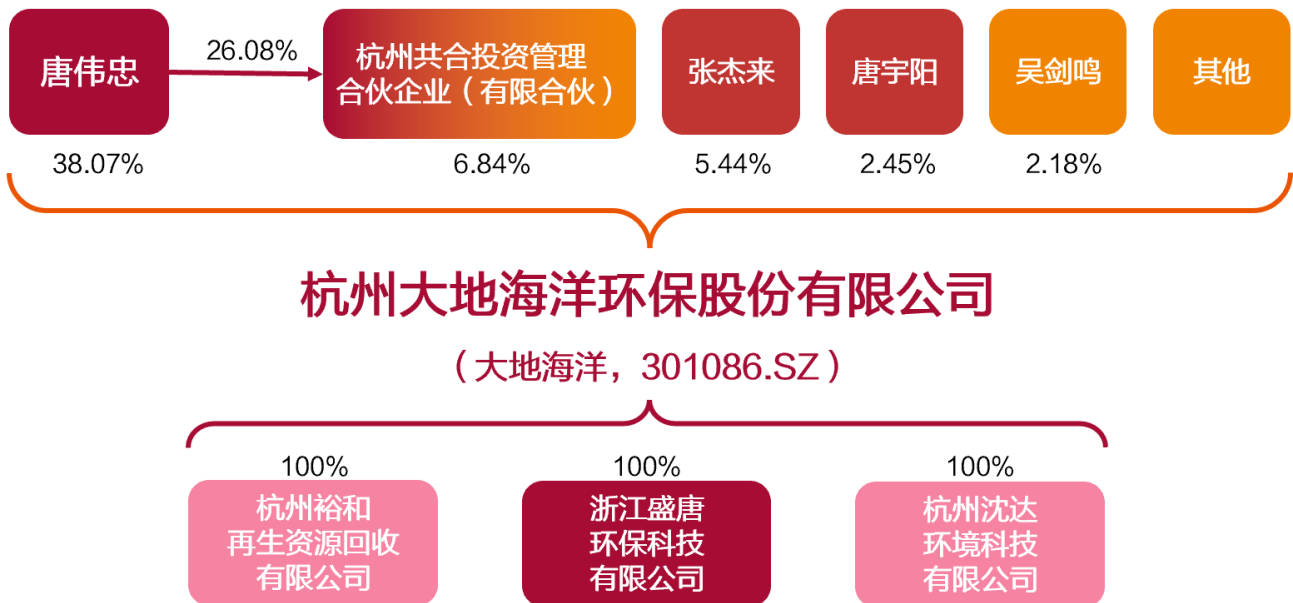 唐伟忠
26.08%
杭州共合投资管理
合伙企业（有限合伙）
张杰来
唐宇阳
吴剑鸣
其他
38.07%
6.84%
5.44%
2.45%
2.18%
杭州大地海洋环保股份有限公司
（大地海洋，301086.SZ）
100%
100%
100%
杭州裕和
再生资源回收
有限公司
浙江盛唐
环保科技
有限公司
杭州沈达
环境科技
有限公司